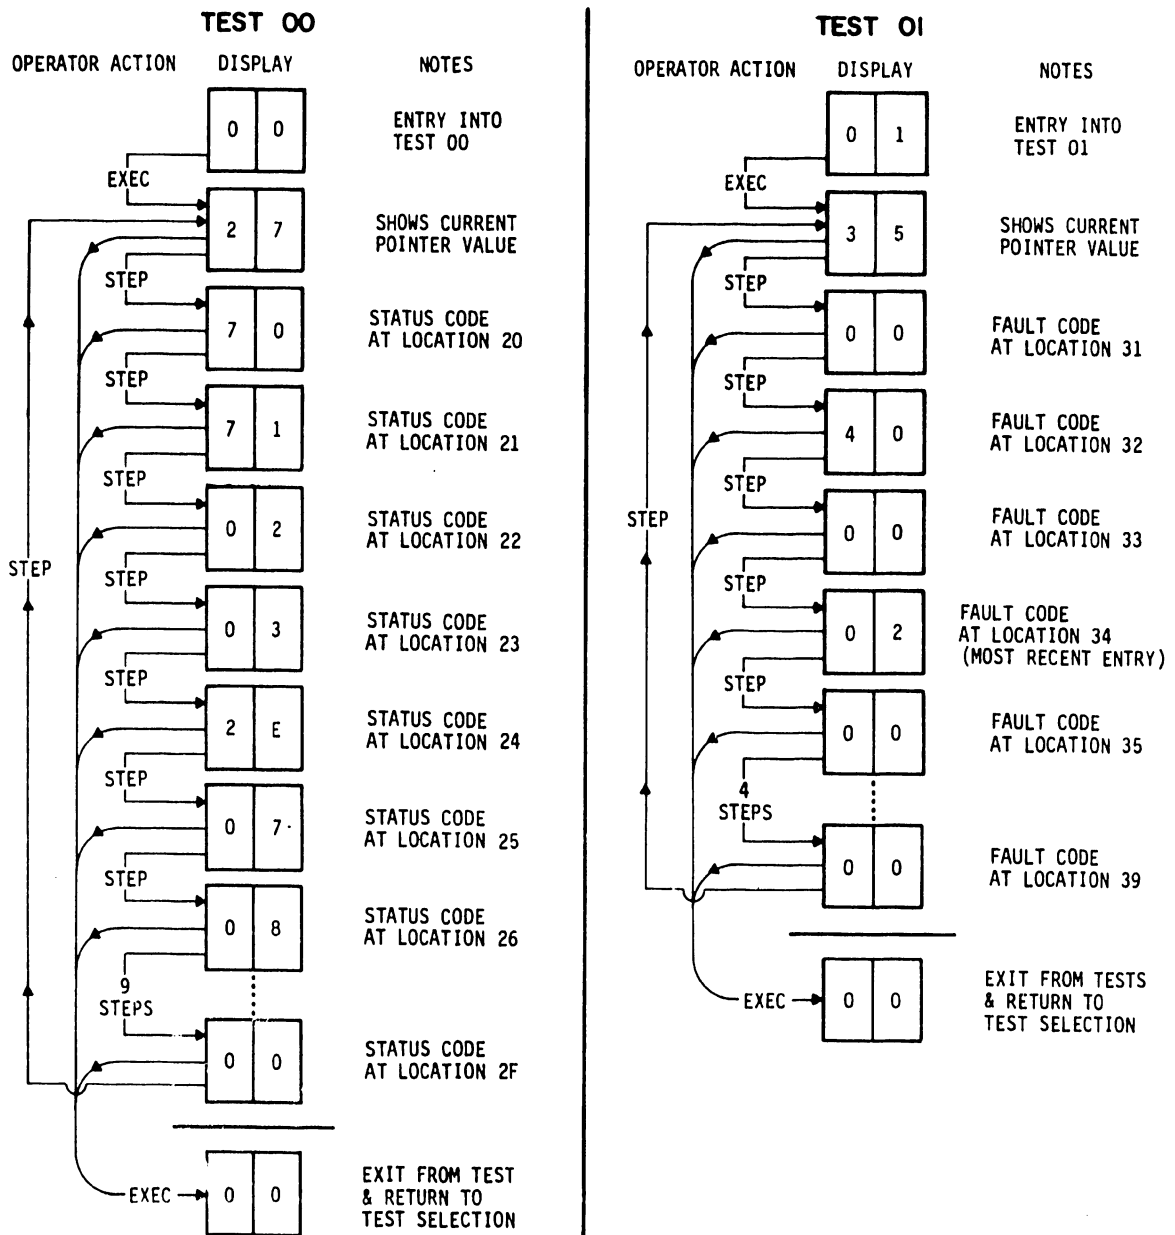 TEST 00
OPERATOR ACTION DISPLAY NOTES
0 0
ENTRY INTO
TEST 00
EXEC
2 7
SHOWS CURRENT
POINTER VALUE
STEP
7 0
STATUS CODE
AT LOCATION 20
STEP
7 1
STATUS CODE
AT LOCATION 21
STEP
0 2
STATUS CODE
AT LOCATION 22
STEP
STEP
0 3
STATUS CODE
AT LOCATION 23
STEP
2 E
STATUS CODE
AT LOCATION 24
STEP
0 7
STATUS CODE
AT LOCATION 25
STEP
0 8
STATUS CODE
AT LOCATION 26
9
STEPS
0 0
STATUS CODE
AT LOCATION 2F
EXEC
0 0
EXIT FROM TEST
& RETURN TO
TEST SELECTION
TEST 01
OPERATOR ACTION DISPLAY NOTES
0 1
ENTRY INTO
TEST 01
EXEC
3 5
SHOWS CURRENT
POINTER VALUE
STEP
0 0
FAULT CODE
AT LOCATION 31
STEP
4 0
FAULT CODE
AT LOCATION 32
STEP
STEP
0 0
FAULT CODE
AT LOCATION 33
STEP
0 2
FAULT CODE
AT LOCATION 34
(MOST RECENT ENTRY)
STEP
0 0
FAULT CODE
AT LOCATION 35
4
STEPS
0 0
FAULT CODE
AT LOCATION 39
EXEC
0 0
EXIT FROM TESTS
& RETURN TO
TEST SELECTION